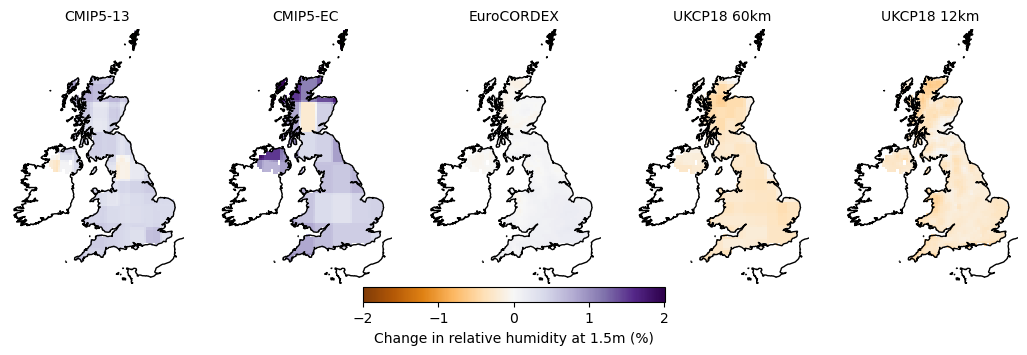 CMIP5-13 CMIP5-EC EuroCORDEX UKCP18 60km UKCP18 12km
−2 −1 0 1 2
Change in relative humidity at 1.5m (%)